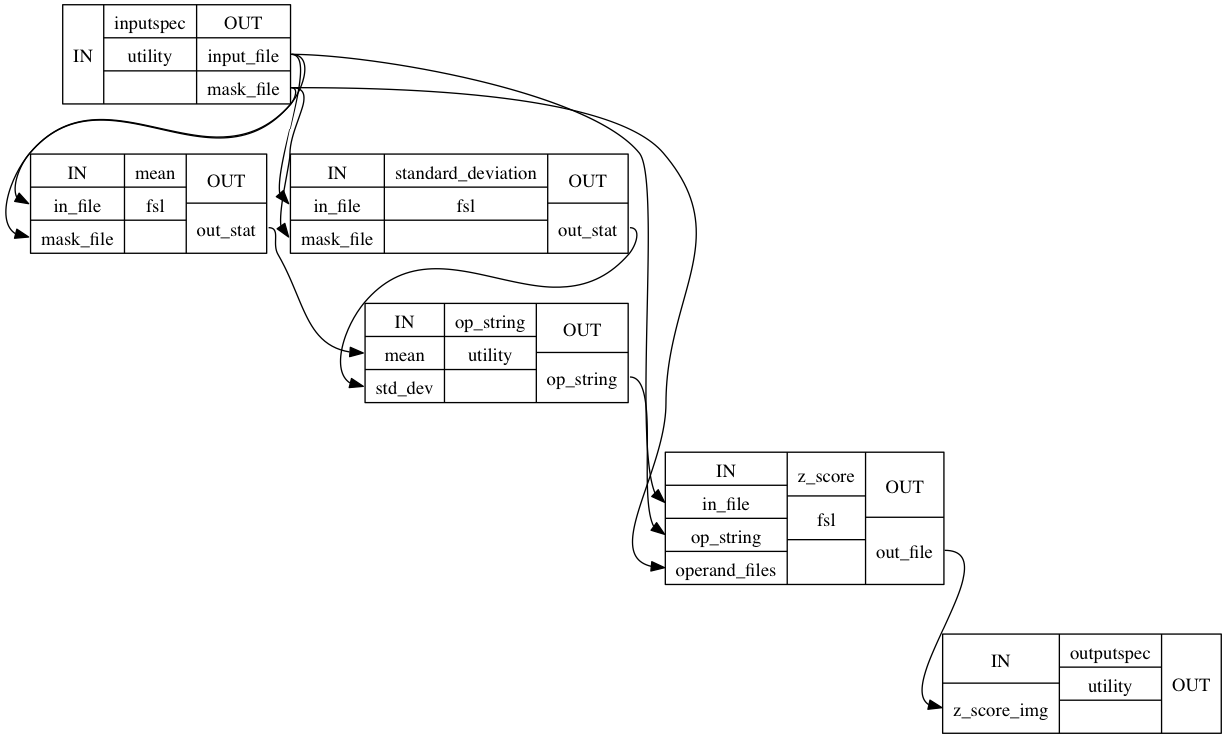 IN inputspec OUT
utility input_file
mask_file
IN mean OUT
in_file fsl
mask_file out_stat
IN standard_deviation OUT
in_file fsl
mask_file out_stat
IN op_string OUT
mean utility
std_dev op_string
IN z_score OUT
in_file fsl
op_string out_file
operand_files
IN outputspec OUT
utility
z_score_img